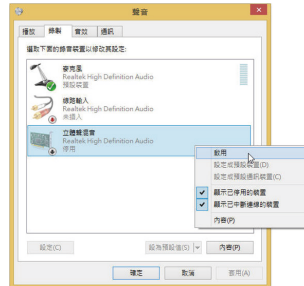 聲音
播放 錄製 音效 通訊
選取下面的錄音裝置以修改其設定:
麥克風
Realtek High Definition Audio
預設裝置
線路輸入
Realtek High Definition Audio
未插入
立體聲混音
Realtek High Definition Audio
停用
啟用
設定成預設裝置(D)
設定成預設通訊裝置(C)
顯示已停用的裝置
顯示已中斷連線的裝置
內容(P)
設定(C) 設為預設值(S) 內容(P)
確定 取消 套用(A)